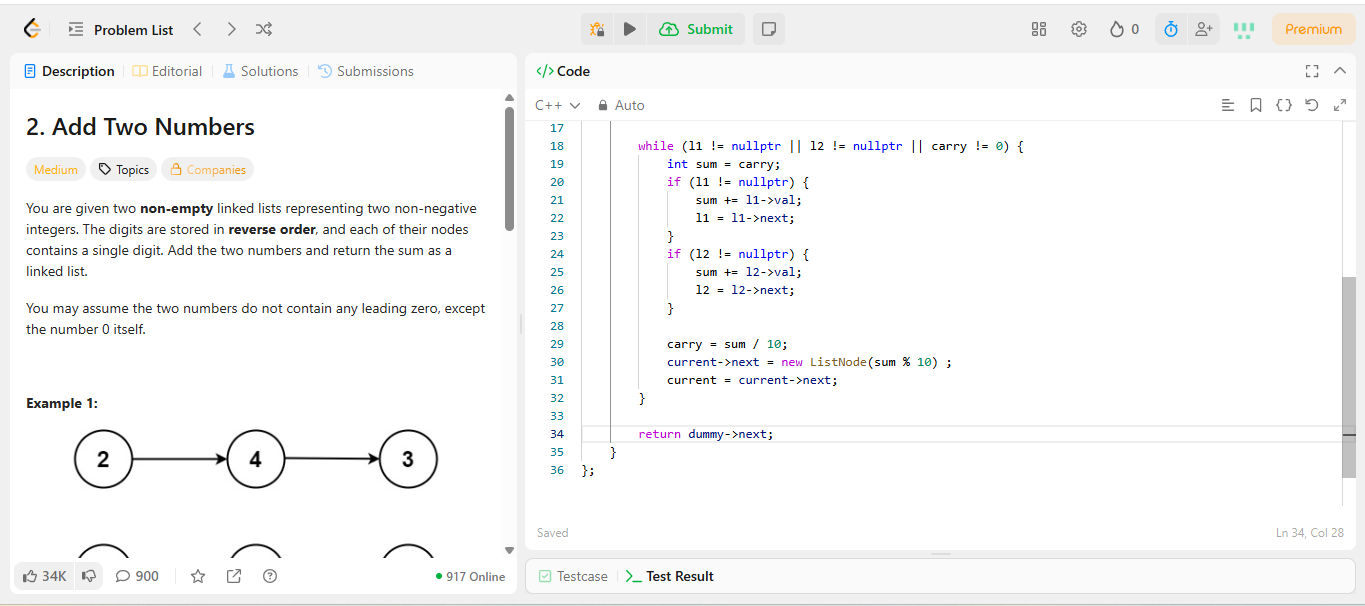 Problem List
Submit
0
Premium
Description
Editorial
Solutions
Submissions
2. Add Two Numbers
Medium
Topics
Companies
You are given two non-empty linked lists representing two non-negative
integers. The digits are stored in reverse order, and each of their nodes
contains a single digit. Add the two numbers and return the sum as a
linked list.
You may assume the two numbers do not contain any leading zero, except
the number 0 itself.
Example 1:
2 4 3
34K
900
917 Online
</> Code
C++
Auto
17
18 while (l1 != nullptr || l2 != nullptr || carry != 0) {
19 int sum = carry;
20 if (l1 != nullptr) {
21 sum += l1->val;
22 l1 = l1->next;
23 }
24 if (l2 != nullptr) {
25 sum += l2->val;
26 l2 = l2->next;
27 }
28
29 carry = sum / 10;
30 current->next = new ListNode(sum % 10) ;
31 current = current->next;
32 }
33
34 return dummy->next;
35 }
36 };
Saved
Ln 34, Col 28
Testcase
Test Result